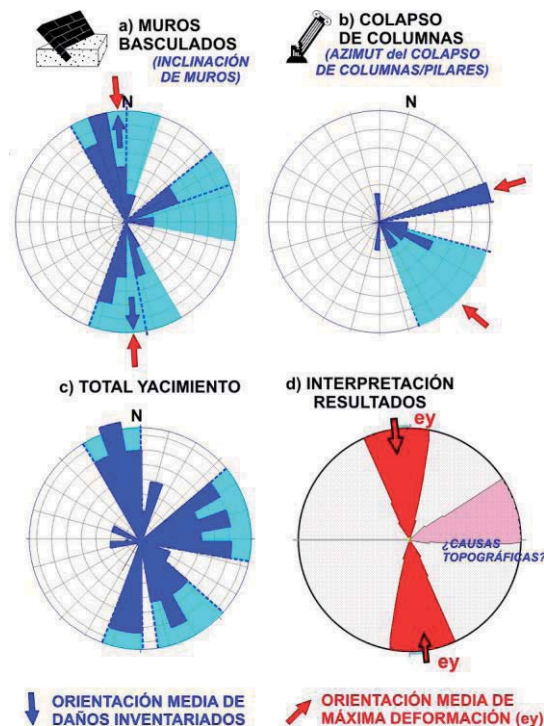 a) MUROS
BASCULADOS
(INCLINACIÓN
DE MUROS)
N
b) COLAPSO
DE COLUMNAS
(AZIMUT del COLAPSO
DE COLUMNAS/PILARES)
N
c) TOTAL YACIMIENTO
N
d) INTERPRETACIÓN
RESULTADOS
ey
¿CAUSAS
TOPOGRÁFICAS?
ey
ORIENTACIÓN MEDIA DE
DAÑOS INVENTARIADOS
ORIENTACIÓN MEDIA DE
MÁXIMA DEFORMACIÓN (ey)